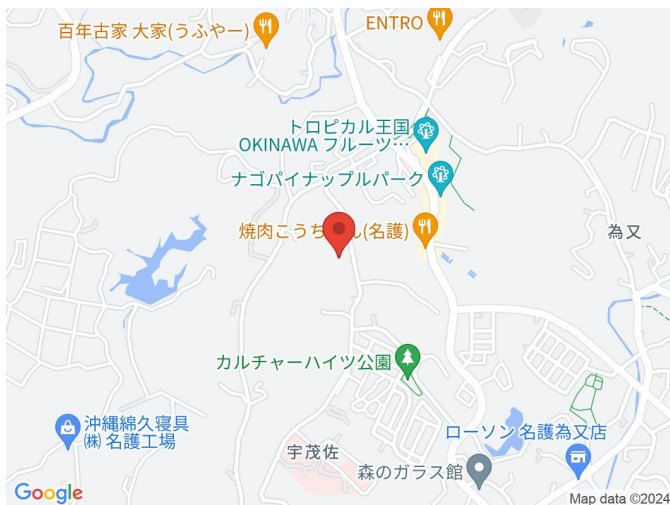 百年古家 大家(うふやー)
ENTRO
トロピカル王国
OKINAWA フルーツ…
ナゴパイナップルパーク
焼肉こうち
ん(名護)
為又
カルチャーハイツ公園
沖縄綿久寝具
㈱ 名護工場
宇茂佐
ローソン 名護為又店
森のガラス館
Google
Map data ©2024